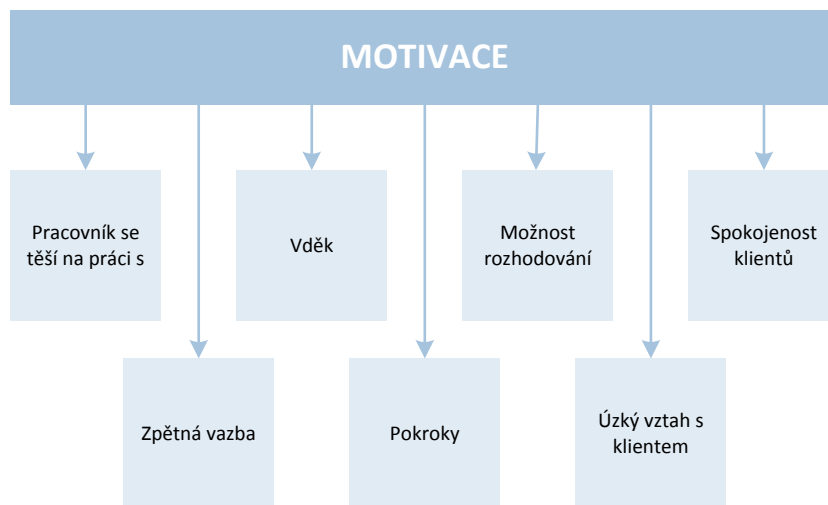 MOTIVACE
Pracovník se
těší na práci s
Vděk
Možnost
rozhodování
Spokojenost
klientů
Zpětná vazba
Pokroky
Úzký vztah s
klientem